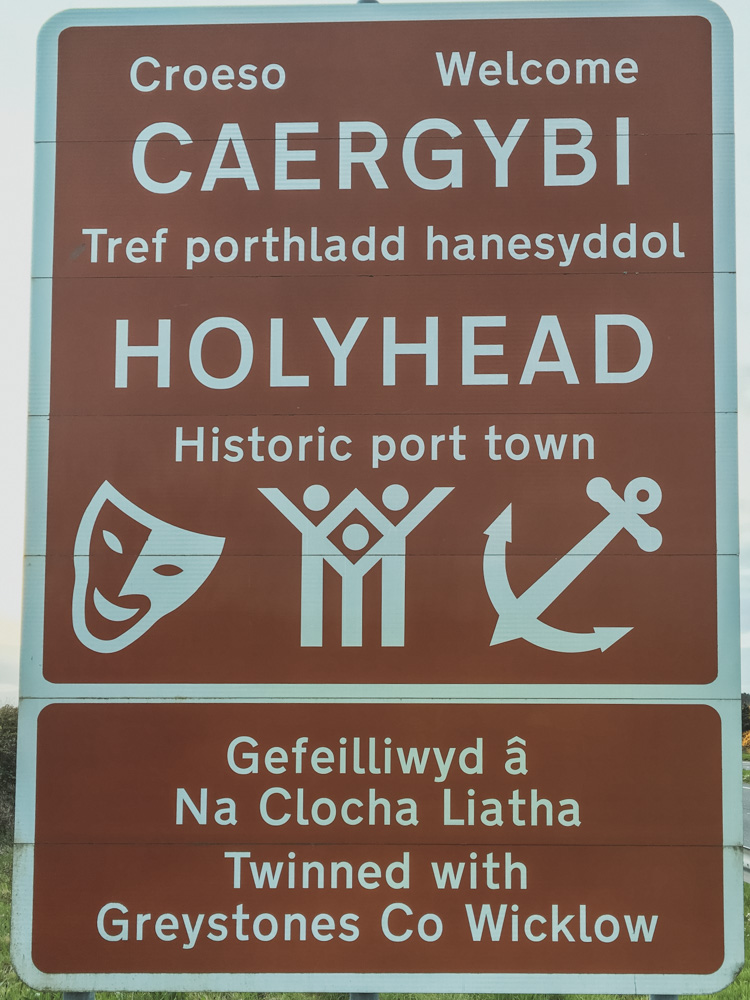 Croeso Welcome
CAERGYBI
Tref porthladd hanesyddol
HOLYHEAD
Historic port town
Gefeilliwyd â
Na Clocha Liatha
Twinned with
Greystones Co Wicklow